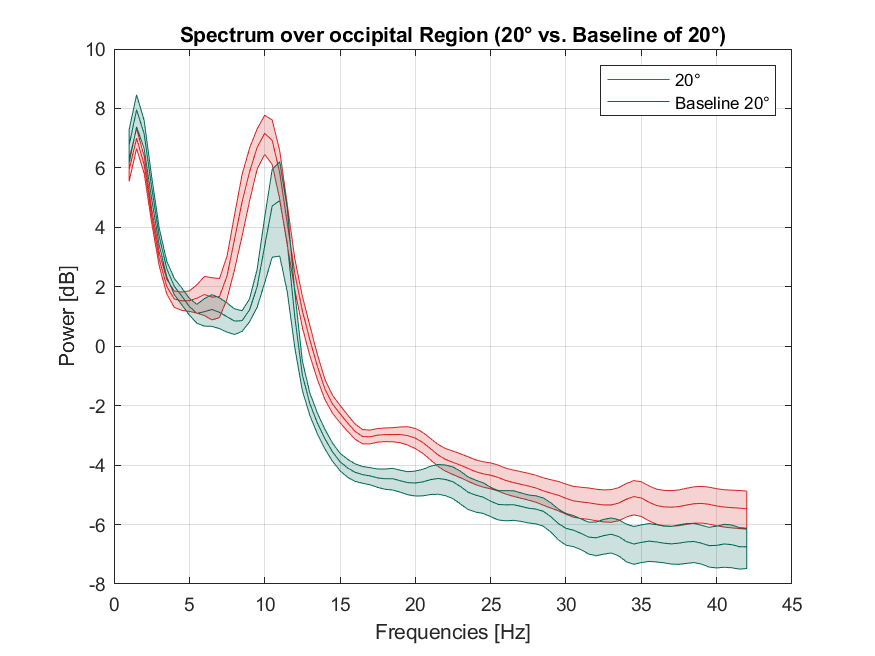 Spectrum over occipital Region (20° vs. Baseline of 20°)
10
8
6
4
2
0
-2
-4
-6
-8
Power [dB]
20°
Baseline 20°
0 5 10 15 20 25 30 35 40 45
Frequencies [Hz]